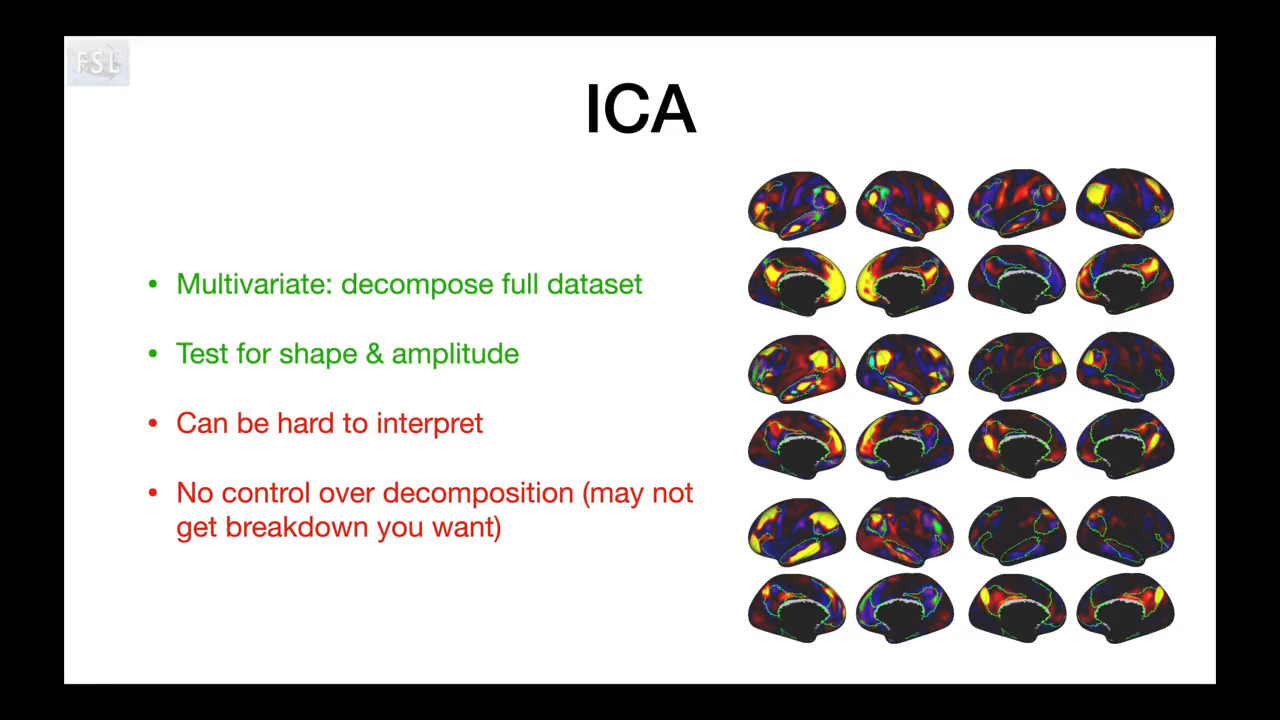 FSL
ICA
• Multivariate: decompose full dataset
• Test for shape & amplitude
• Can be hard to interpret
• No control over decomposition (may not
get breakdown you want)